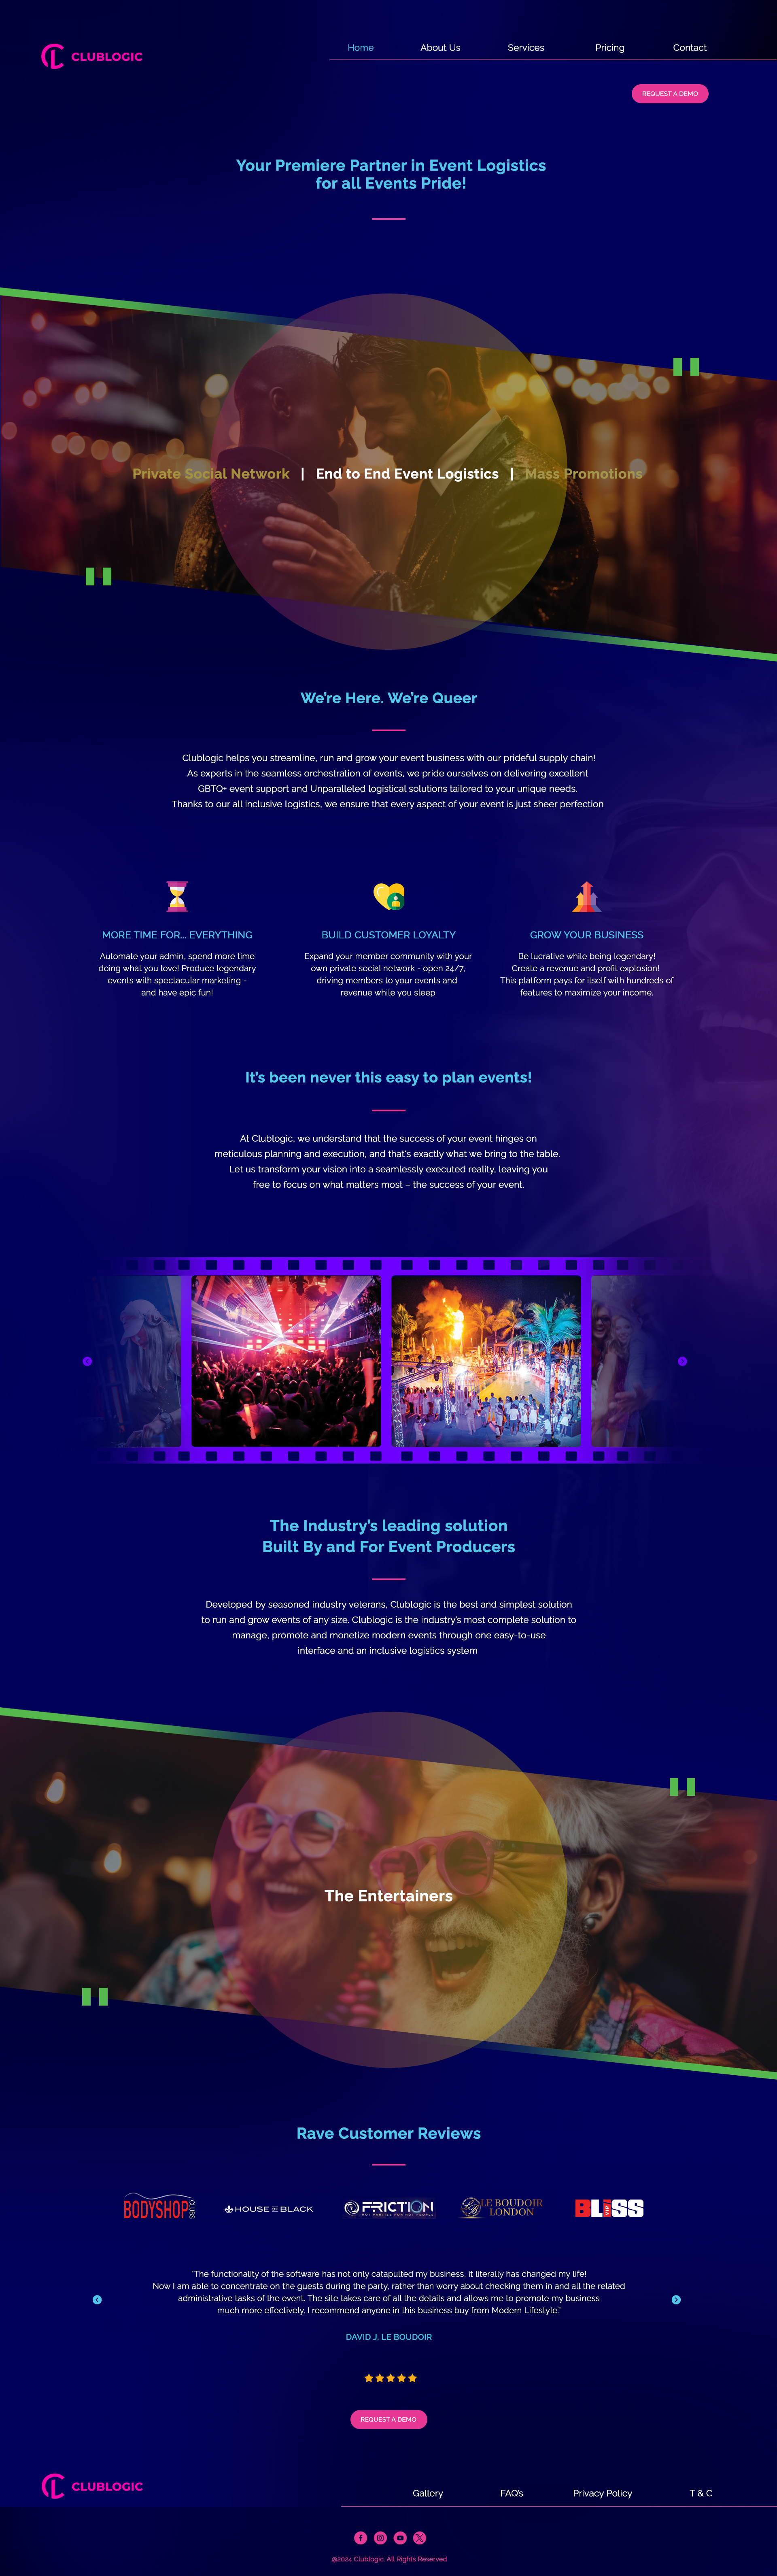 CLUBLOGIC
Home About Us Services Pricing Contact
REQUEST A DEMO
Your Premiere Partner in Event Logistics
for all Events Pride!
Private Social Network | End to End Event Logistics | Mass Promotions
We're Here. We're Queer
Clublogic helps you streamline, run and grow your event business with our prideful supply chain!
As experts in the seamless orchestration of events, we pride ourselves on delivering excellent
GBTQ+ event support and Unparalleled logistical solutions tailored to your unique needs.
Thanks to our all inclusive logistics, we ensure that every aspect of your event is just sheer perfection
MORE TIME FOR... EVERYTHING
Automate your admin, spend more time
doing what you love! Produce legendary
events with spectacular marketing -
and have epic fun!
BUILD CUSTOMER LOYALTY
Expand your member community with your
own private social network - open 24/7,
driving members to your events and
revenue while you sleep
GROW YOUR BUSINESS
Be lucrative while being legendary!
Create a revenue and profit explosion!
This platform pays for itself with hundreds of
features to maximize your income.
It's been never this easy to plan events!
At Clublogic, we understand that the success of your event hinges on
meticulous planning and execution, and that's exactly what we bring to the table.
Let us transform your vision into a seamlessly executed reality, leaving you
free to focus on what matters most – the success of your event.
The Industry's leading solution
Built By and For Event Producers
Developed by seasoned industry veterans, Clublogic is the best and simplest solution
to run and grow events of any size. Clublogic is the industry's most complete solution to
manage, promote and monetize modern events through one easy-to-use
interface and an inclusive logistics system
The Entertainers
Rave Customer Reviews
BODYSHOP CLUBS
HOUSE OF BLACK
FRICTION
HOT PARTIES FOR HOT PEOPLE
LE BOUDOIR
LONDON
BLISS
"The functionality of the software has not only catapulted my business, it literally has changed my life!
Now I am able to concentrate on the guests during the party, rather than worry about checking them in and all the related
administrative tasks of the event. The site takes care of all the details and allows me to promote my business
much more effectively. I recommend anyone in this business buy from Modern Lifestyle."
DAVID J, LE BOUDOIR
REQUEST A DEMO
CLUBLOGIC
Gallery FAQ's Privacy Policy T & C
@2024 Clublogic. All Rights Reserved